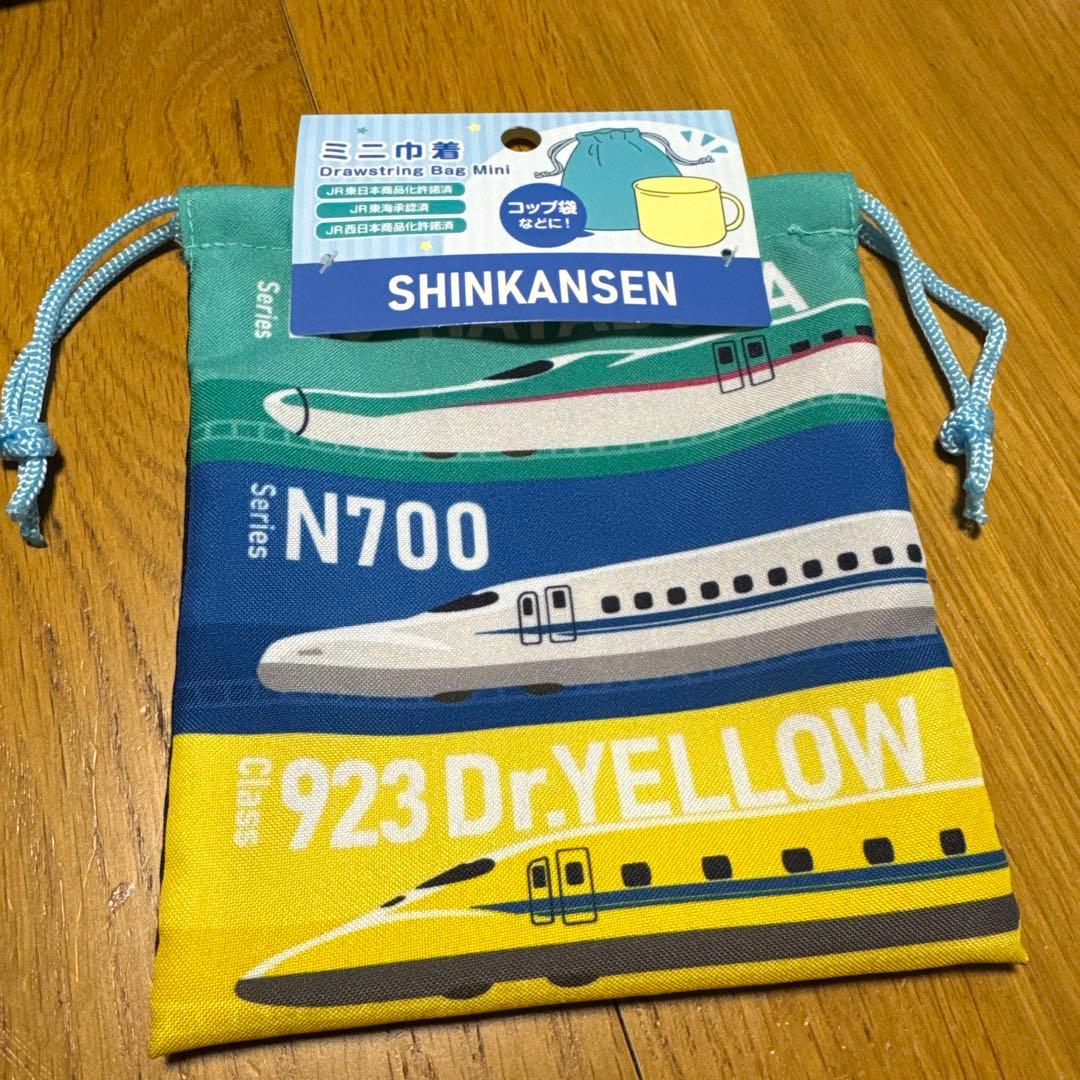 ミニ巾着
Drawstring Bag Mini
JR東日本商品化許諾済
JR東海承認済
JR西日本商品化許諾済
コップ袋
などに!
SHINKANSEN
Series
Series N700
Class 923 Dr.YELLOW